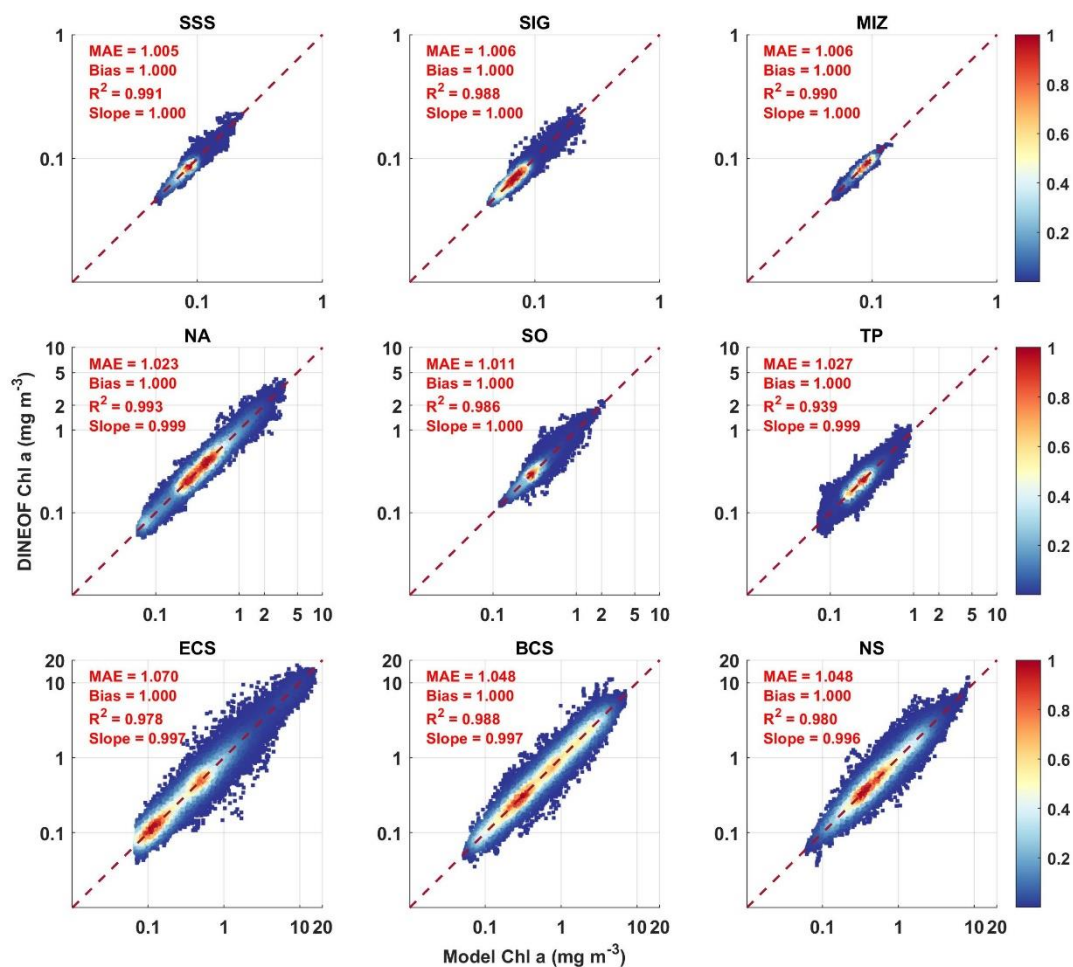 SSS
SIG
MIZ
1
0.1
MAE = 1.005
Bias = 1.000
R² = 0.991
Slope = 1.000
0.1
1
MAE = 1.006
Bias = 1.000
R² = 0.988
Slope = 1.000
0.1
1
MAE = 1.006
Bias = 1.000
R² = 0.990
Slope = 1.000
0.1
1
1
0.8
0.6
0.4
0.2
NA
SO
TP
DINEOF Chl a (mg m⁻³)
10
5
2
1
0.1
MAE = 1.023
Bias = 1.000
R² = 0.993
Slope = 0.999
0.1
1
2
5
10
MAE = 1.011
Bias = 1.000
R² = 0.986
Slope = 1.000
0.1
1
2
5
10
MAE = 1.027
Bias = 1.000
R² = 0.939
Slope = 0.999
0.1
1
2
5
10
1
0.8
0.6
0.4
0.2
10
5
2
1
0.1
10
5
2
1
0.1
1
0.1
1
0.1
ECS
BCS
NS
20
10
1
0.1
MAE = 1.070
Bias = 1.000
R² = 0.978
Slope = 0.997
0.1
1
10
20
20
10
1
0.1
MAE = 1.048
Bias = 1.000
R² = 0.988
Slope = 0.997
0.1
1
10
20
20
10
1
0.1
MAE = 1.048
Bias = 1.000
R² = 0.980
Slope = 0.996
0.1
1
10
20
1
0.8
0.6
0.4
0.2
Model Chl a (mg m⁻³)